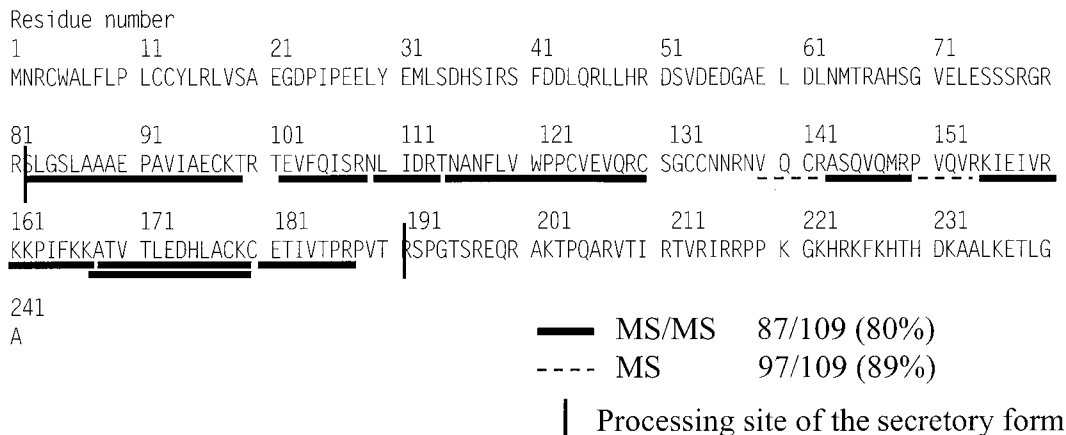 Residue number
1 11 21 31 41 51 61 71
MNRCWALFLP LCCYLRLVSA EGDPIPEELY EMLSDHSIRS FDDLQRLLHR DSVDEDGAE L DLNMTRAHSG VELESSSRGR
81 91 101 111 121 131 141 151
RSLGSLAAAE PAVIAECKTR TEVFQISRNL IDRTNANFLV WPPCVEVQRC SGCCNNRNV Q CRASQVQMRP VQVRKIEIVR
161 171 181 191 201 211 221 231
KKPIFKKATV TLEDHLACKC ETIVTPRPVT RSPGTSREQR AKTPQARVTI RTVRIRRPP K GKHRKFKHTH DKAALKETLG
241
A
MS/MS 87/109 (80%)
MS 97/109 (89%)
Processing site of the secretory form